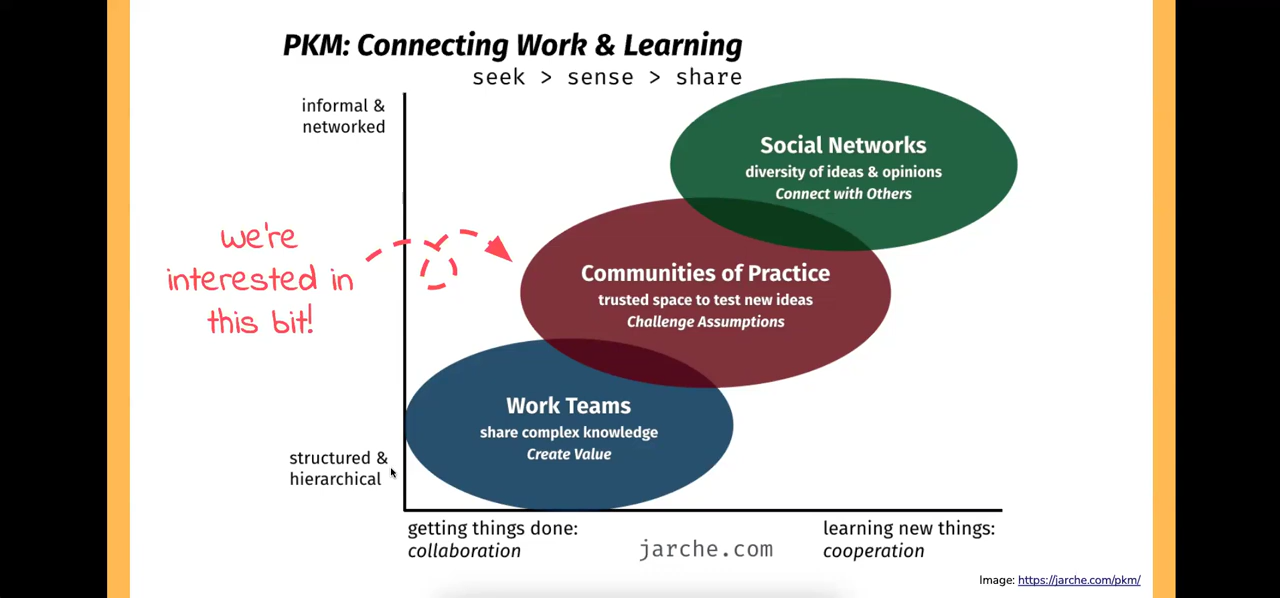 PKM: Connecting Work & Learning
seek > sense > share
informal &
networked
Social Networks
diversity of ideas & opinions
Connect with Others
we're
interested in
this bit!
Communities of Practice
trusted space to test new ideas
Challenge Assumptions
Work Teams
share complex knowledge
Create Value
structured &
hierarchical
getting things done:
collaboration
jarche.com
learning new things:
cooperation
Image: https://jarche.com/pkm/